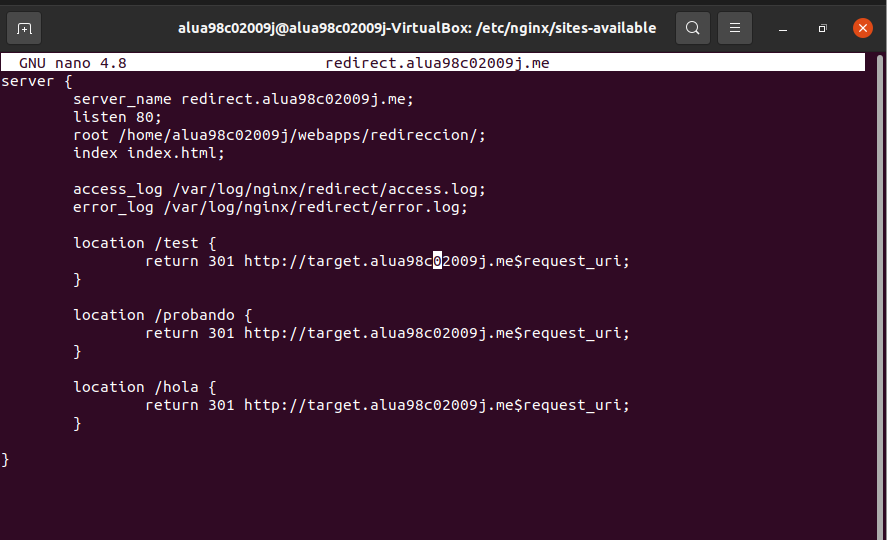 alua98c02009j@alua98c02009j-VirtualBox: /etc/nginx/sites-available
GNU nano 4.8 redirect.alua98c02009j.me
server {
server_name redirect.alua98c02009j.me;
listen 80;
root /home/alua98c02009j/webapps/redireccion/;
index index.html;
access_log /var/log/nginx/redirect/access.log;
error_log /var/log/nginx/redirect/error.log;
location /test {
return 301 http://target.alua98c02009j.me$request_uri;
}
location /probando {
return 301 http://target.alua98c02009j.me$request_uri;
}
location /hola {
return 301 http://target.alua98c02009j.me$request_uri;
}
}